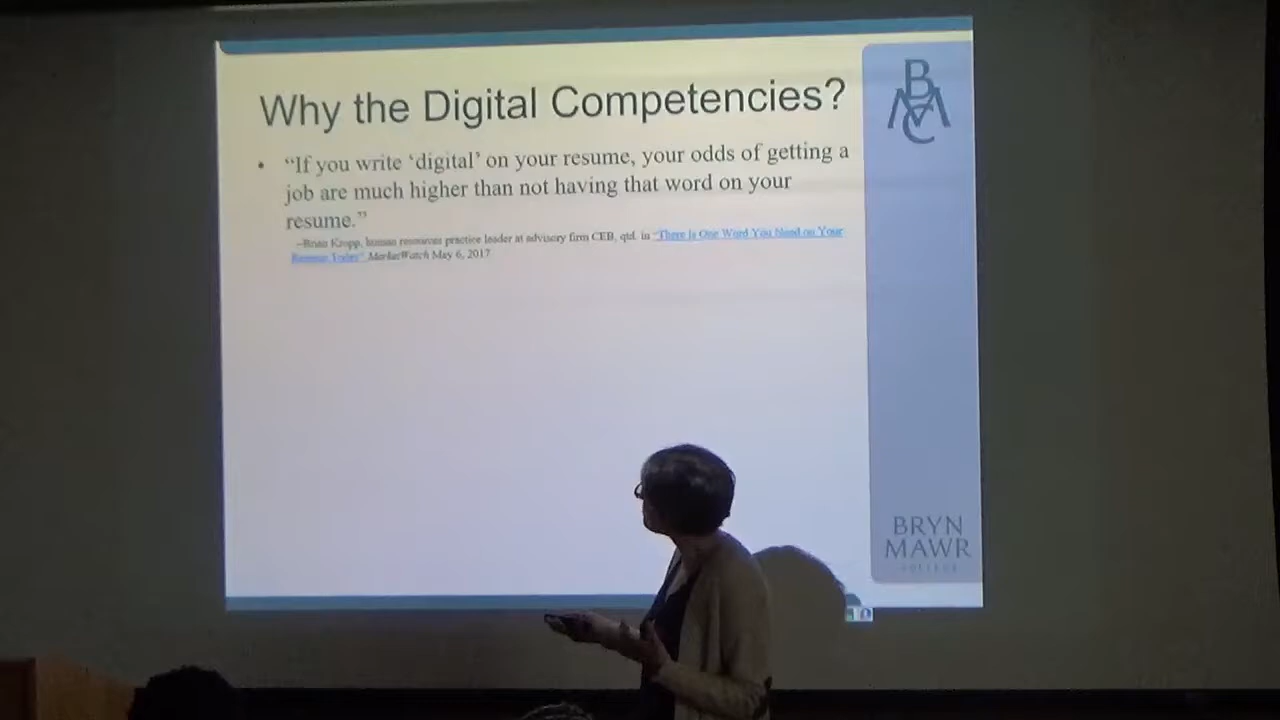 Why the Digital Competencies?
• “If you write ‘digital’ on your resume, your odds of getting a
job are much higher than not having that word on your
resume.”
--Brian Kropp, human resources practice leader at advisory firm CEB, qtd. in “There Is One Word You Need on Your
Resume Today” MarketWatch May 6, 2017
BMC
BRYN
MAWR
COLLEGE